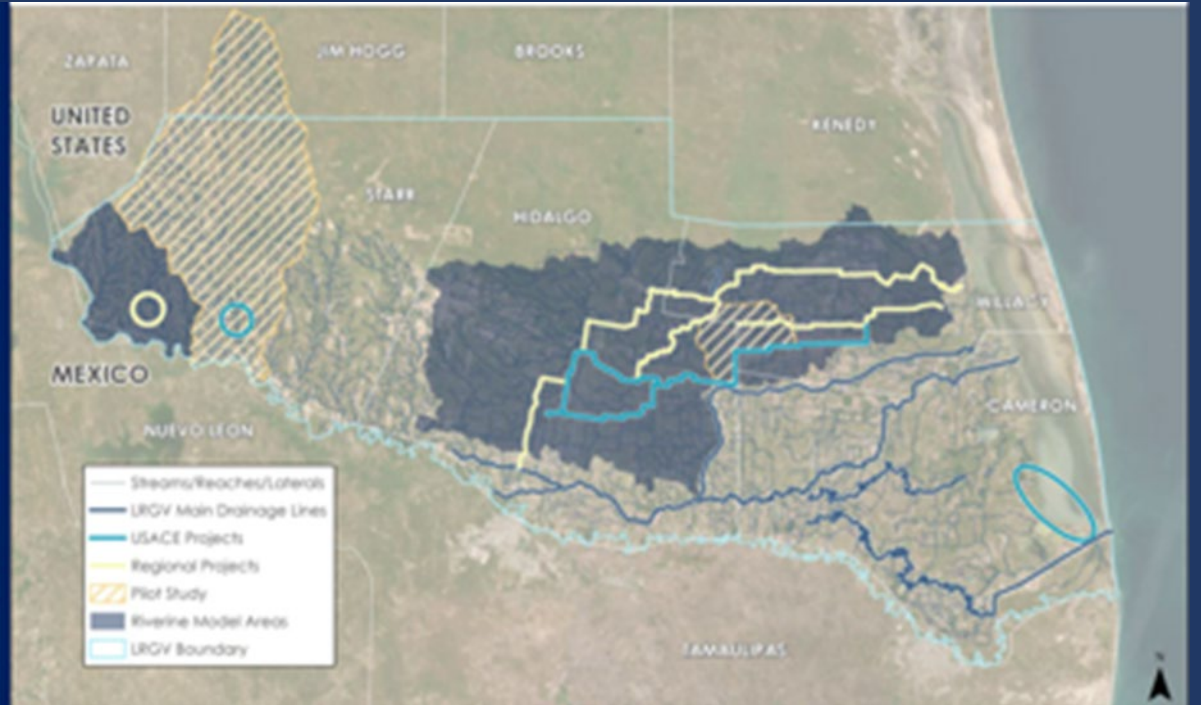 ZAPATA
JIM HOGG
BROOKS
UNITED
STATES
KENEDY
STARR
HIDALGO
WILLACY
MEXICO
CAMERON
NUEVO LEON
Streams/Reaches/Laterals
LRGV Main Drainage Lines
USACE Projects
Regional Projects
Pilot Study
Riverine Model Areas
LRGV Boundary
TAMAULIPAS
N